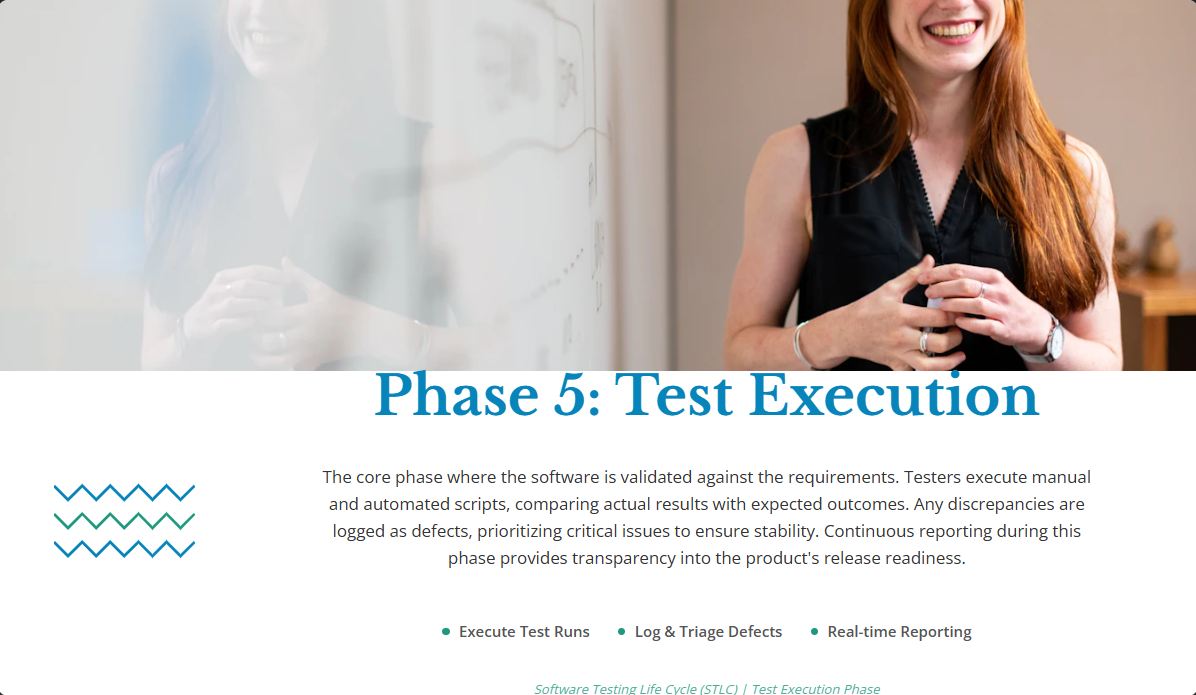 Phase 5: Test Execution
The core phase where the software is validated against the requirements. Testers execute manual
and automated scripts, comparing actual results with expected outcomes. Any discrepancies are
logged as defects, prioritizing critical issues to ensure stability. Continuous reporting during this
phase provides transparency into the product's release readiness.
Execute Test Runs
Log & Triage Defects
Real-time Reporting
Software Testing Life Cycle (STLC) | Test Execution Phase